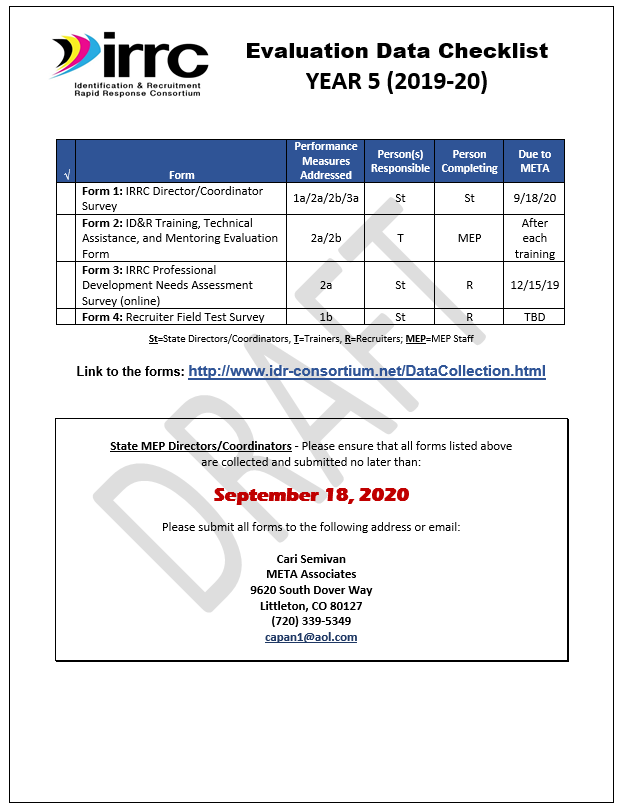 irrc
Identification & Recruitment
Rapid Response Consortium
Evaluation Data Checklist
YEAR 5 (2019-20)
√ Form Performance Measures Addressed Person(s) Responsible Person Completing Due to META
Form 1: IRRC Director/Coordinator Survey 1a/2a/2b/3a St St 9/18/20
Form 2: ID&R Training, Technical Assistance, and Mentoring Evaluation Form 2a/2b T MEP After each training
Form 3: IRRC Professional Development Needs Assessment Survey (online) 2a St R 12/15/19
Form 4: Recruiter Field Test Survey 1b St R TBD
St=State Directors/Coordinators, T=Trainers, R=Recruiters; MEP=MEP Staff
Link to the forms: http://www.idr-consortium.net/DataCollection.html
DRAFT
State MEP Directors/Coordinators - Please ensure that all forms listed above
are collected and submitted no later than:
September 18, 2020
Please submit all forms to the following address or email:
Cari Semivan
META Associates
9620 South Dover Way
Littleton, CO 80127
(720) 339-5349
capan1@aol.com